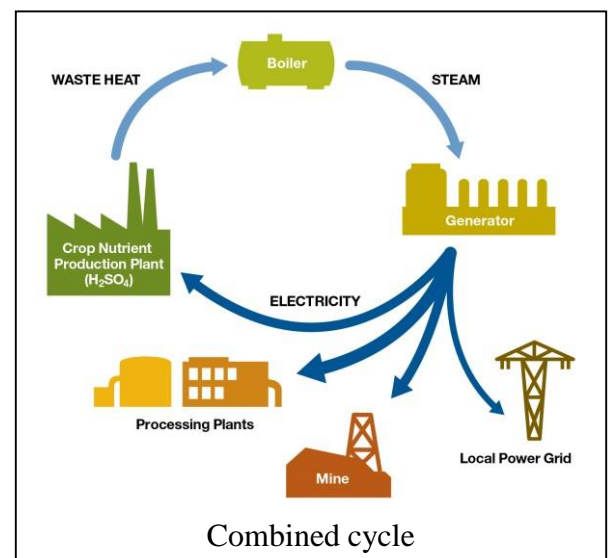 Boiler
WASTE HEAT
STEAM
Generator
Crop Nutrient
Production Plant
(H₂SO₄)
ELECTRICITY
Processing Plants
Mine
Local Power Grid
Combined cycle